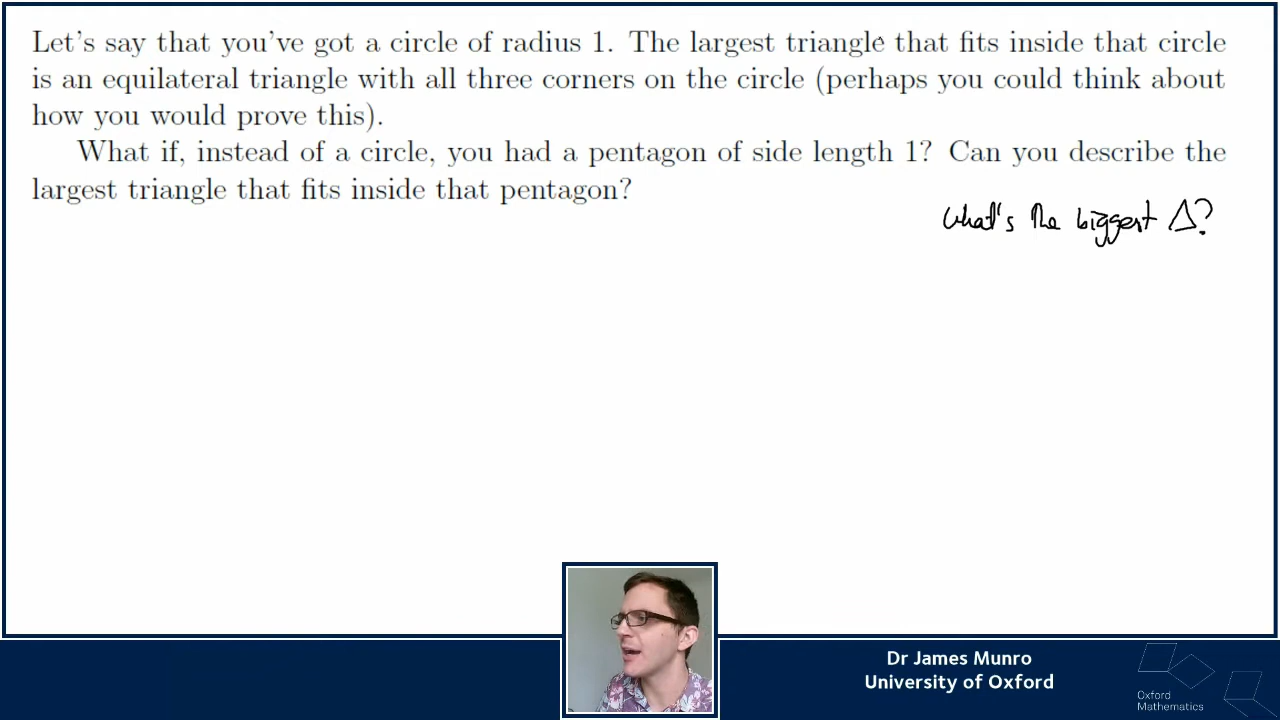 Let's say that you've got a circle of radius 1. The largest triangle that fits inside that circle
is an equilateral triangle with all three corners on the circle (perhaps you could think about
how you would prove this).
What if, instead of a circle, you had a pentagon of side length 1? Can you describe the
largest triangle that fits inside that pentagon?
What's the biggest Δ?
Dr James Munro
University of Oxford
Oxford
Mathematics